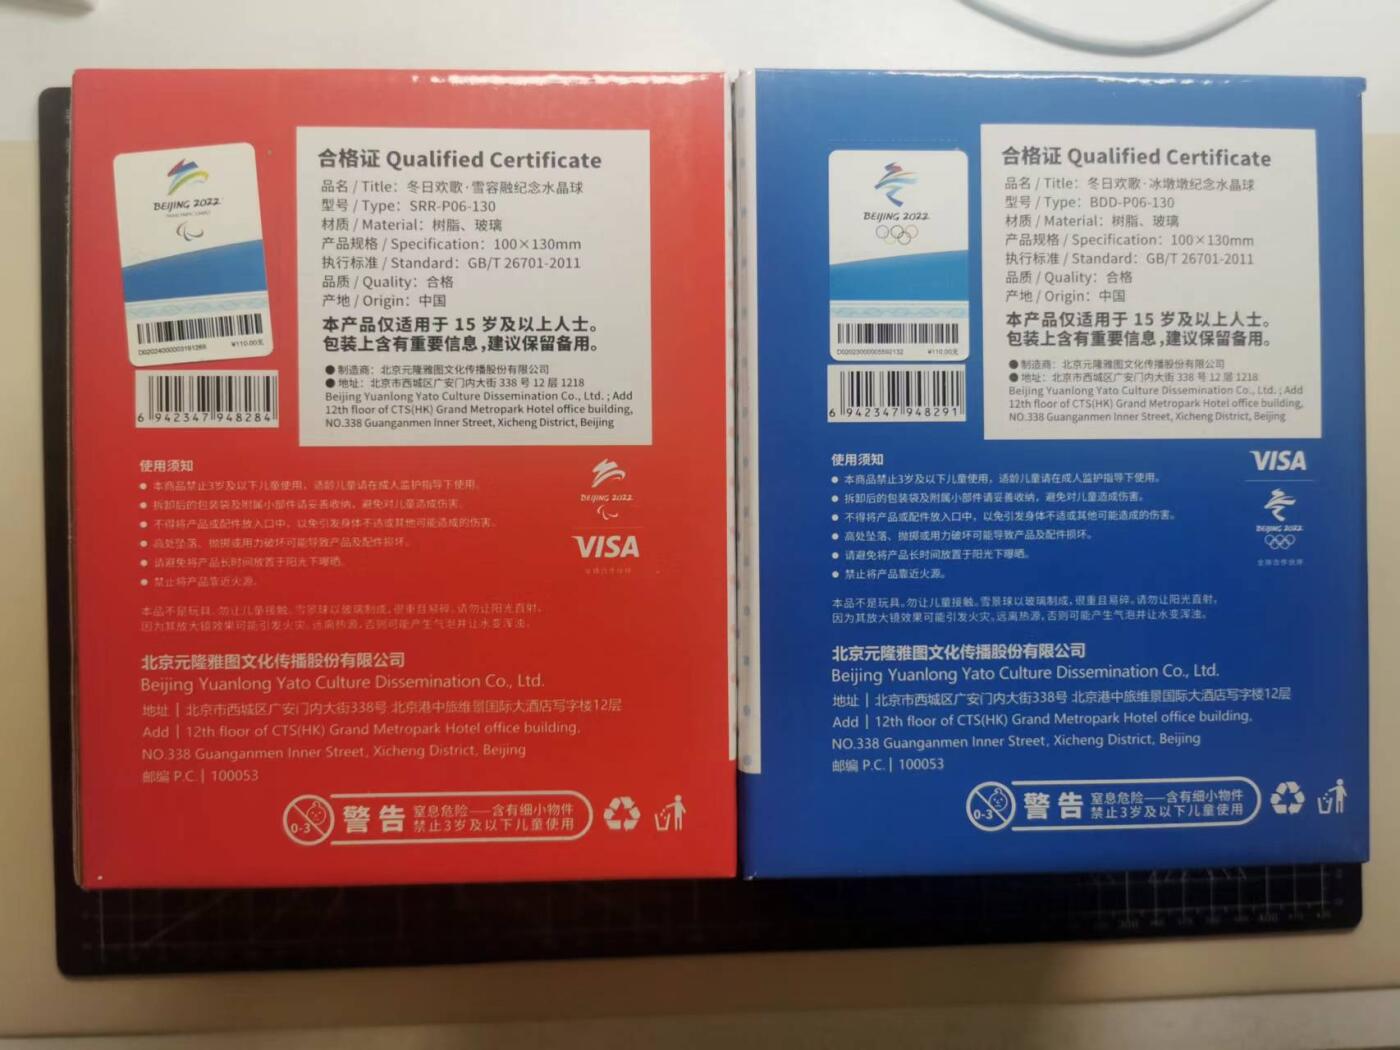 BEIJING 2022
D02024000003191266
¥110.00元
6 942347 948284
合格证 Qualified Certificate
品名 / Title: 冬日欢歌·雪容融纪念水晶球
型号 / Type: SRR-P06-130
材质 / Material: 树脂、玻璃
产品规格 / Specification: 100×130mm
执行标准 / Standard: GB/T 26701-2011
品质 / Quality: 合格
产地 / Origin: 中国
本产品仅适用于 15 岁及以上人士。
包装上含有重要信息,建议保留备用。
● 制造商: 北京元隆雅图文化传播股份有限公司
● 地址: 北京市西城区广安门内大街 338 号 12 层 1218
Beijing Yuanlong Yato Culture Dissemination Co., Ltd. ; Add
12th floor of CTS(HK) Grand Metropark Hotel office building,
NO.338 Guanganmen Inner Street, Xicheng District, Beijing
使用须知
● 本商品禁止3岁及以下儿童使用，适龄儿童请在成人监护指导下使用。
● 拆卸后的包装袋及附属小部件请妥善收纳，避免对儿童造成伤害。
● 不得将产品或配件放入口中，以免引发身体不适或其他可能造成的伤害。
● 高处坠落、抛掷或用力破坏可能导致产品及配件损坏。
● 请避免将产品长时间放置于阳光下曝晒。
● 禁止将产品靠近火源。
BEIJING 2022
VISA
全球合作伙伴
本品不是玩具。勿让儿童接触。雪景球以玻璃制成，很重且易碎。请勿让阳光直射，
因为其放大镜效果可能引发火灾。远离热源，否则可能产生气泡并让水变浑浊。
北京元隆雅图文化传播股份有限公司
Beijing Yuanlong Yato Culture Dissemination Co., Ltd.
地址 | 北京市西城区广安门内大街338号 北京港中旅维景国际大酒店写字楼12层
Add | 12th floor of CTS(HK) Grand Metropark Hotel office building,
NO.338 Guanganmen Inner Street, Xicheng District, Beijing
邮编 P.C. | 100053
0-3
警告
窒息危险——含有细小物件
禁止3岁及以下儿童使用
BEIJING 2022
D02023000005592132
¥110.00元
6 942347 948291
合格证 Qualified Certificate
品名 / Title: 冬日欢歌·冰墩墩纪念水晶球
型号 / Type: BDD-P06-130
材质 / Material: 树脂、玻璃
产品规格 / Specification: 100×130mm
执行标准 / Standard: GB/T 26701-2011
品质 / Quality: 合格
产地 / Origin: 中国
本产品仅适用于 15 岁及以上人士。
包装上含有重要信息,建议保留备用。
● 制造商: 北京元隆雅图文化传播股份有限公司
● 地址: 北京市西城区广安门内大街 338 号 12 层 1218
Beijing Yuanlong Yato Culture Dissemination Co., Ltd. ; Add
12th floor of CTS(HK) Grand Metropark Hotel office building,
NO.338 Guanganmen Inner Street, Xicheng District, Beijing
使用须知
● 本商品禁止3岁及以下儿童使用，适龄儿童请在成人监护指导下使用。
● 拆卸后的包装袋及附属小部件请妥善收纳，避免对儿童造成伤害。
● 不得将产品或配件放入口中，以免引发身体不适或其他可能造成的伤害。
● 高处坠落、抛掷或用力破坏可能导致产品及配件损坏。
● 请避免将产品长时间放置于阳光下曝晒。
● 禁止将产品靠近火源。
VISA
BEIJING 2022
全球合作伙伴
本品不是玩具。勿让儿童接触。雪景球以玻璃制成，很重且易碎。请勿让阳光直射，
因为其放大镜效果可能引发火灾。远离热源，否则可能产生气泡并让水变浑浊。
北京元隆雅图文化传播股份有限公司
Beijing Yuanlong Yato Culture Dissemination Co., Ltd.
地址 | 北京市西城区广安门内大街338号 北京港中旅维景国际大酒店写字楼12层
Add | 12th floor of CTS(HK) Grand Metropark Hotel office building,
NO.338 Guanganmen Inner Street, Xicheng District, Beijing
邮编 P.C. | 100053
0-3
警告
窒息危险——含有细小物件
禁止3岁及以下儿童使用